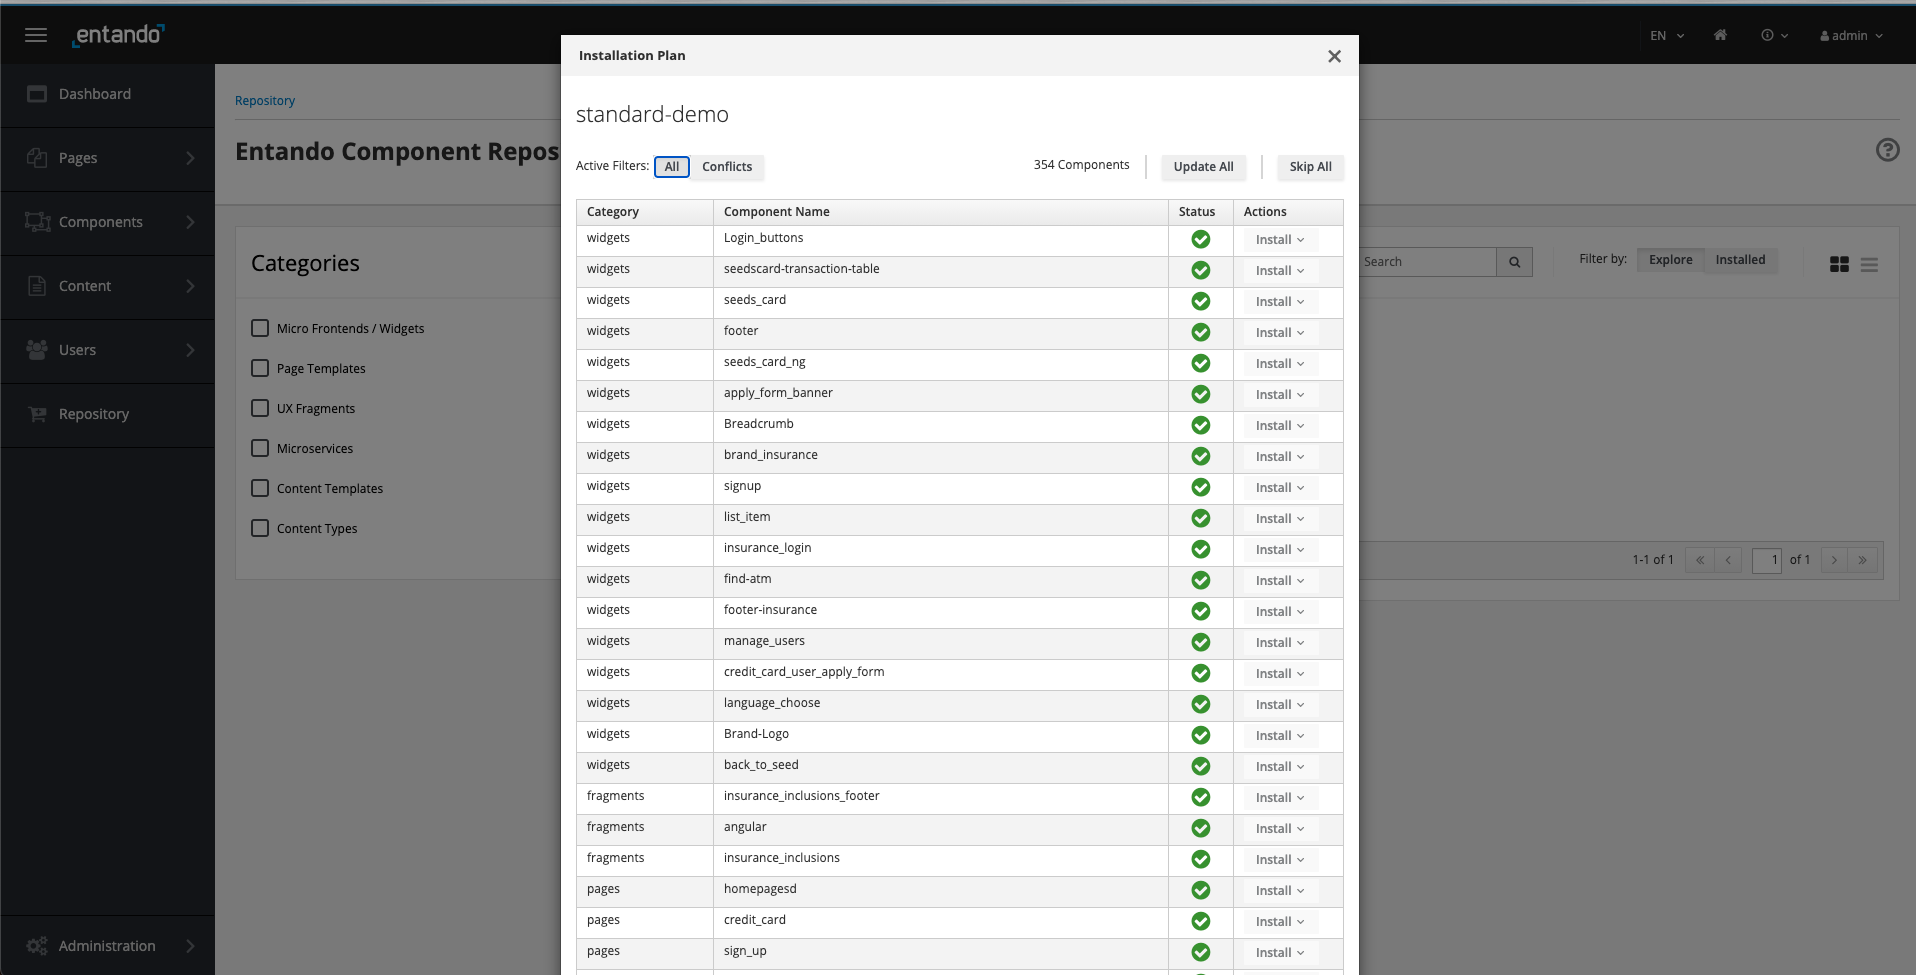 entando
EN
admin
Dashboard
Pages
Components
Content
Users
Repository
Administration
Repository
Entando Component Repos
Categories
Micro Frontends / Widgets
Page Templates
UX Fragments
Microservices
Content Templates
Content Types
Installation Plan
standard-demo
Active Filters: All Conflicts 354 Components Update All Skip All
Category Component Name Status Actions
widgets Login_buttons Install
widgets seedscard-transaction-table Install
widgets seeds_card Install
widgets footer Install
widgets seeds_card_ng Install
widgets apply_form_banner Install
widgets Breadcrumb Install
widgets brand_insurance Install
widgets signup Install
widgets list_item Install
widgets insurance_login Install
widgets find-atm Install
widgets footer-insurance Install
widgets manage_users Install
widgets credit_card_user_apply_form Install
widgets language_choose Install
widgets Brand-Logo Install
widgets back_to_seed Install
fragments insurance_inclusions_footer Install
fragments angular Install
fragments insurance_inclusions Install
pages homepagesd Install
pages credit_card Install
pages sign_up Install
Search
Filter by: Explore Installed
1-1 of 1 « < 1 of 1 > »